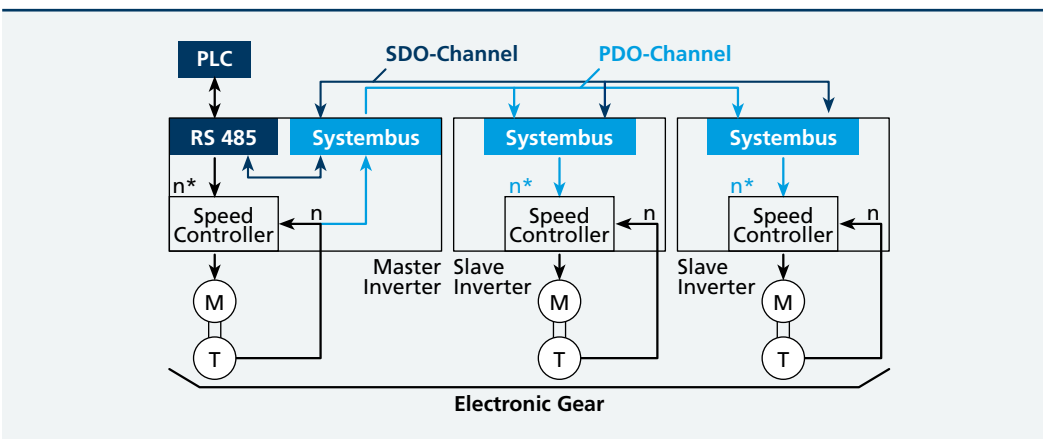 PLC
SDO-Channel
PDO-Channel
RS 485
Systembus
Systembus
Systembus
n*
n*
n*
Speed
Controller
n
Speed
Controller
n
Speed
Controller
n
Master
Inverter
Slave
Inverter
Slave
Inverter
M
M
M
T
T
T
Electronic Gear